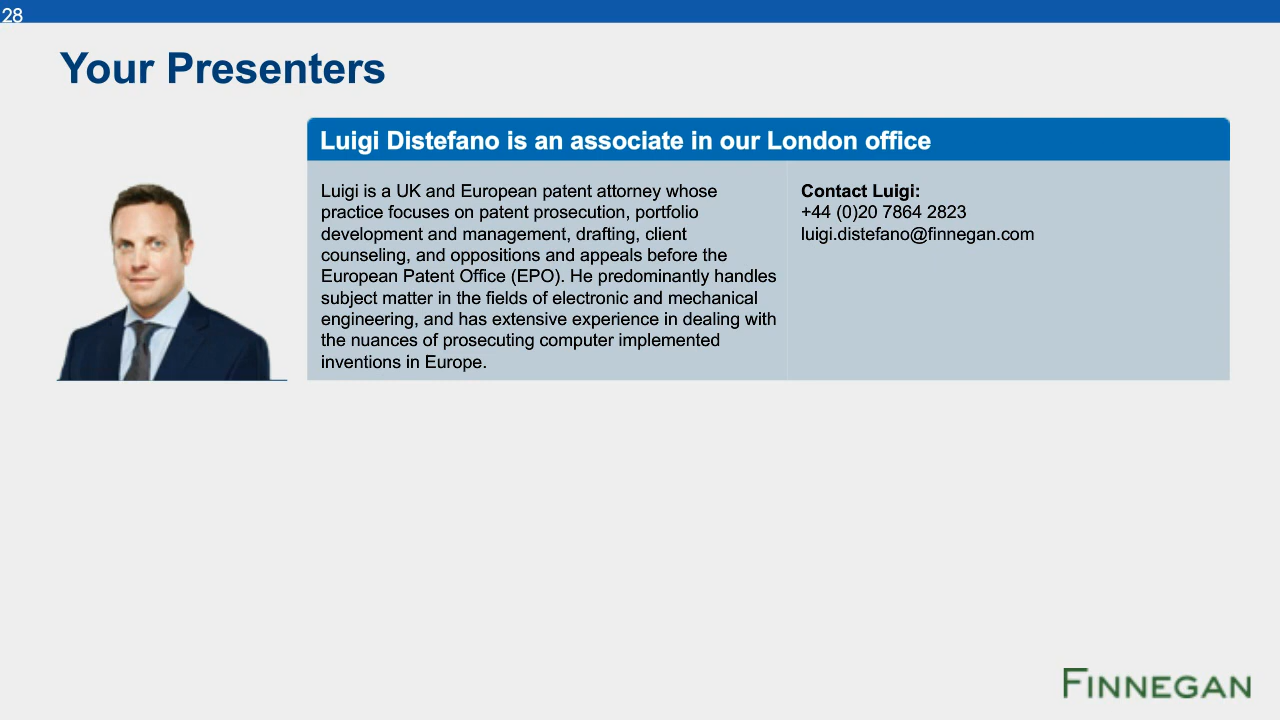 28
Your Presenters
Luigi Distefano is an associate in our London office
Luigi is a UK and European patent attorney whose
practice focuses on patent prosecution, portfolio
development and management, drafting, client
counseling, and oppositions and appeals before the
European Patent Office (EPO). He predominantly handles
subject matter in the fields of electronic and mechanical
engineering, and has extensive experience in dealing with
the nuances of prosecuting computer implemented
inventions in Europe.
Contact Luigi:
+44 (0)20 7864 2823
luigi.distefano@finnegan.com
FINNEGAN